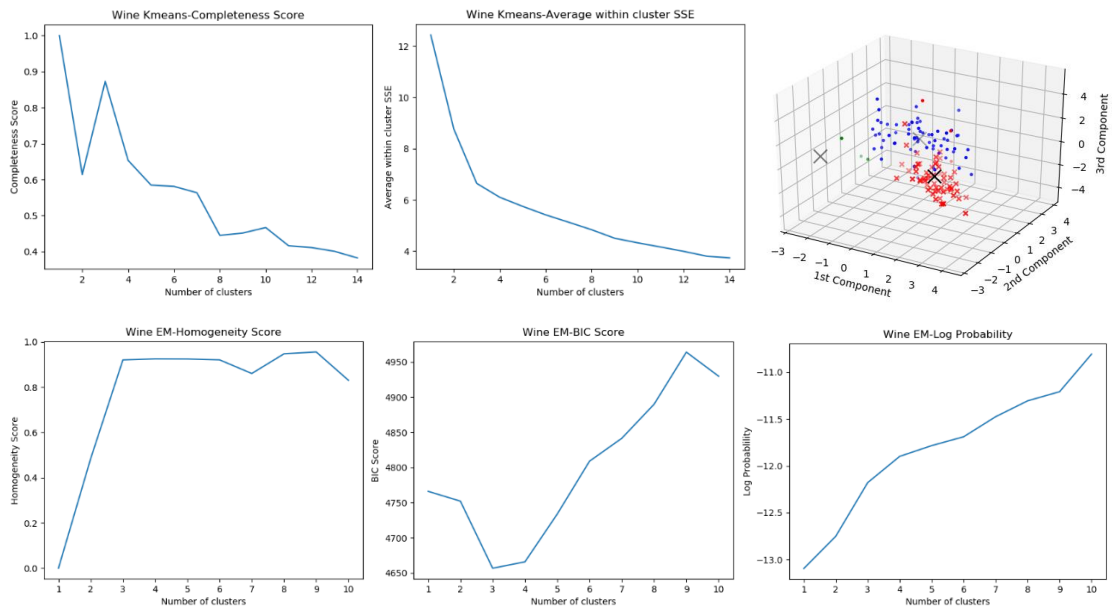 Wine Kmeans-Completeness Score
Completeness Score
1.0
0.9
0.8
0.7
0.6
0.5
0.4
2 4 6 8 10 12 14
Number of clusters
Wine Kmeans-Average within cluster SSE
Average within cluster SSE
12
10
8
6
4
2 4 6 8 10 12 14
Number of clusters
3rd Component
4
2
0
−2
−4
−3 −2 −1 0 1 2 3 4
1st Component
−3 −2 −1 0 1 2 3 4
2nd Component
Wine EM-Homogeneity Score
Homogeneity Score
1.0
0.8
0.6
0.4
0.2
0.0
1 2 3 4 5 6 7 8 9 10
Number of clusters
Wine EM-BIC Score
BIC Score
4950
4900
4850
4800
4750
4700
4650
1 2 3 4 5 6 7 8 9 10
Number of clusters
Wine EM-Log Probability
Log Probablility
−11.0
−11.5
−12.0
−12.5
−13.0
1 2 3 4 5 6 7 8 9 10
Number of clusters